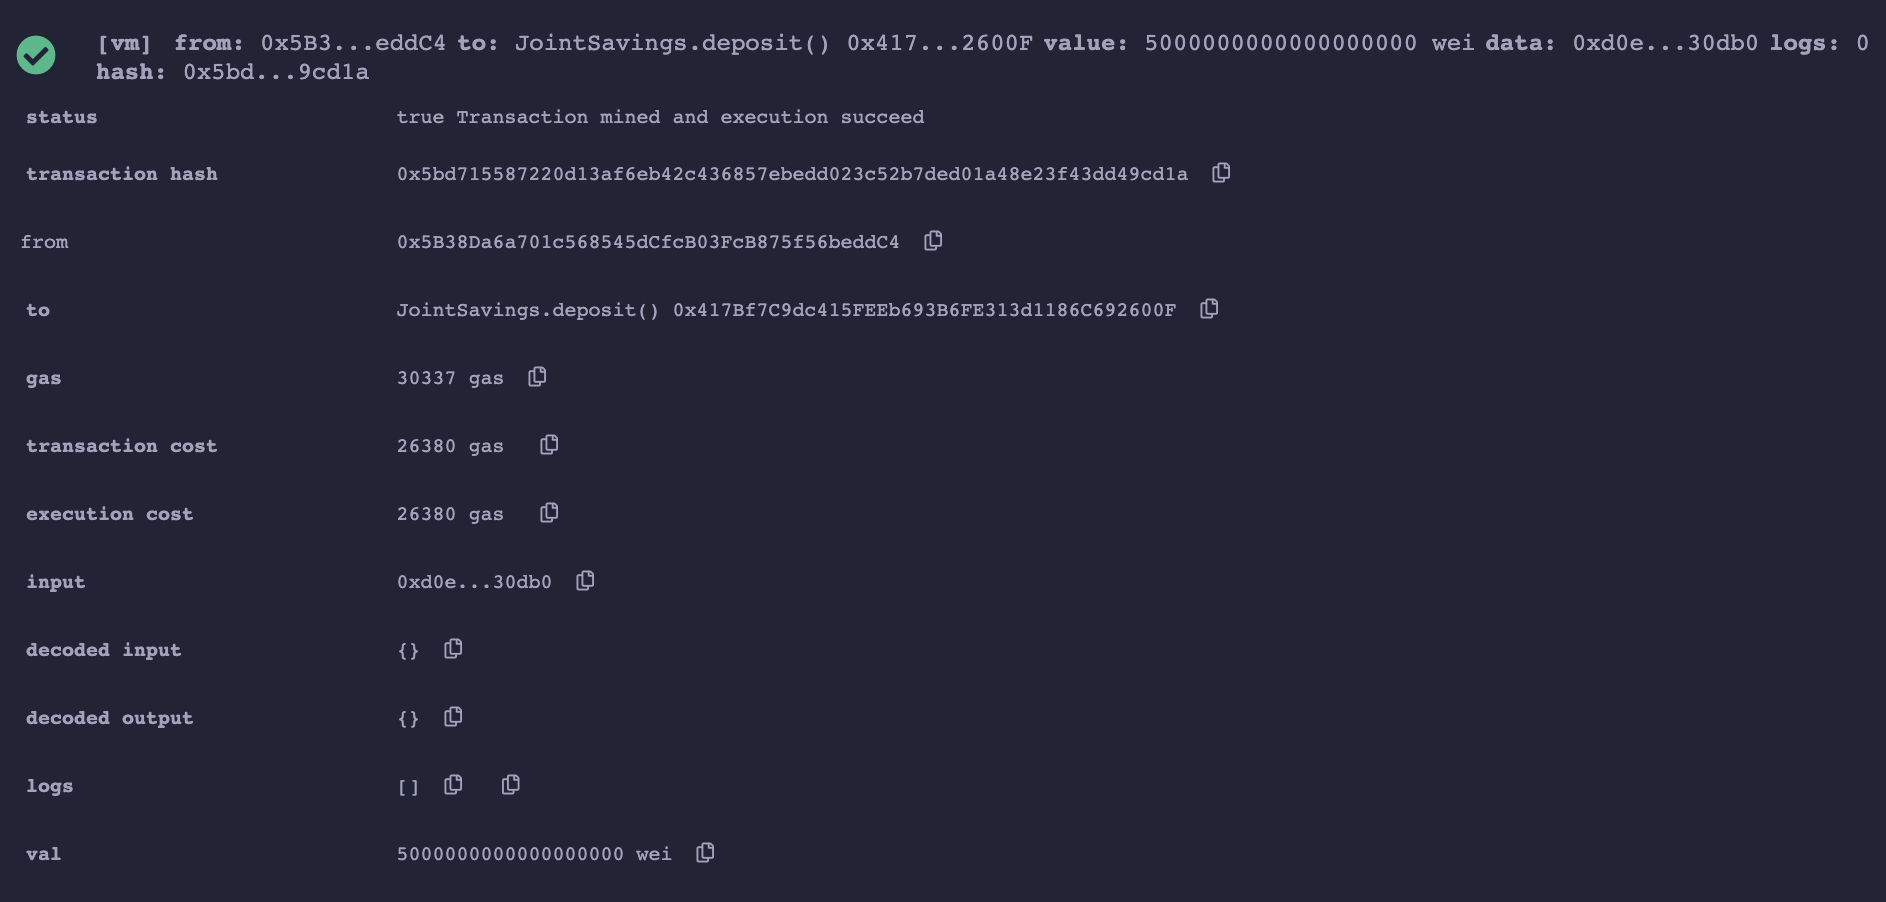 [vm] from: 0x5B3...eddC4 to: JointSavings.deposit() 0x417...2600F value: 5000000000000000000 wei data: 0xd0e...30db0 logs: 0
hash: 0x5bd...9cd1a
status true Transaction mined and execution succeed
transaction hash 0x5bd715587220d13af6eb42c436857ebedd023c52b7ded01a48e23f43dd49cd1a
from 0x5B38Da6a701c568545dCfcB03FcB875f56beddC4
to JointSavings.deposit() 0x417Bf7C9dc415FEEb693B6FE313d1186C692600F
gas 30337 gas
transaction cost 26380 gas
execution cost 26380 gas
input 0xd0e...30db0
decoded input {}
decoded output {}
logs []
val 5000000000000000000 wei